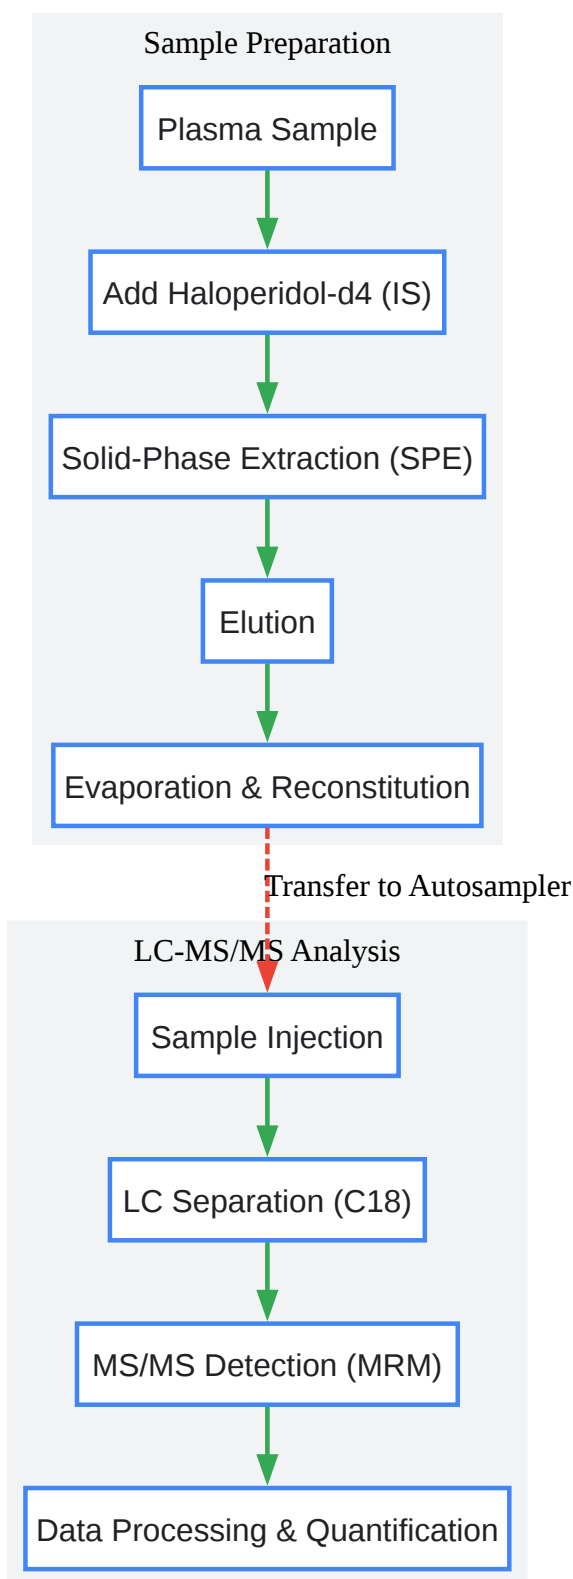 Sample Preparation
Plasma Sample
Add Haloperidol-d4 (IS)
Solid-Phase Extraction (SPE)
Elution
Evaporation & Reconstitution
Transfer to Autosampler
LC-MS/MS Analysis
Sample Injection
LC Separation (C18)
MS/MS Detection (MRM)
Data Processing & Quantification